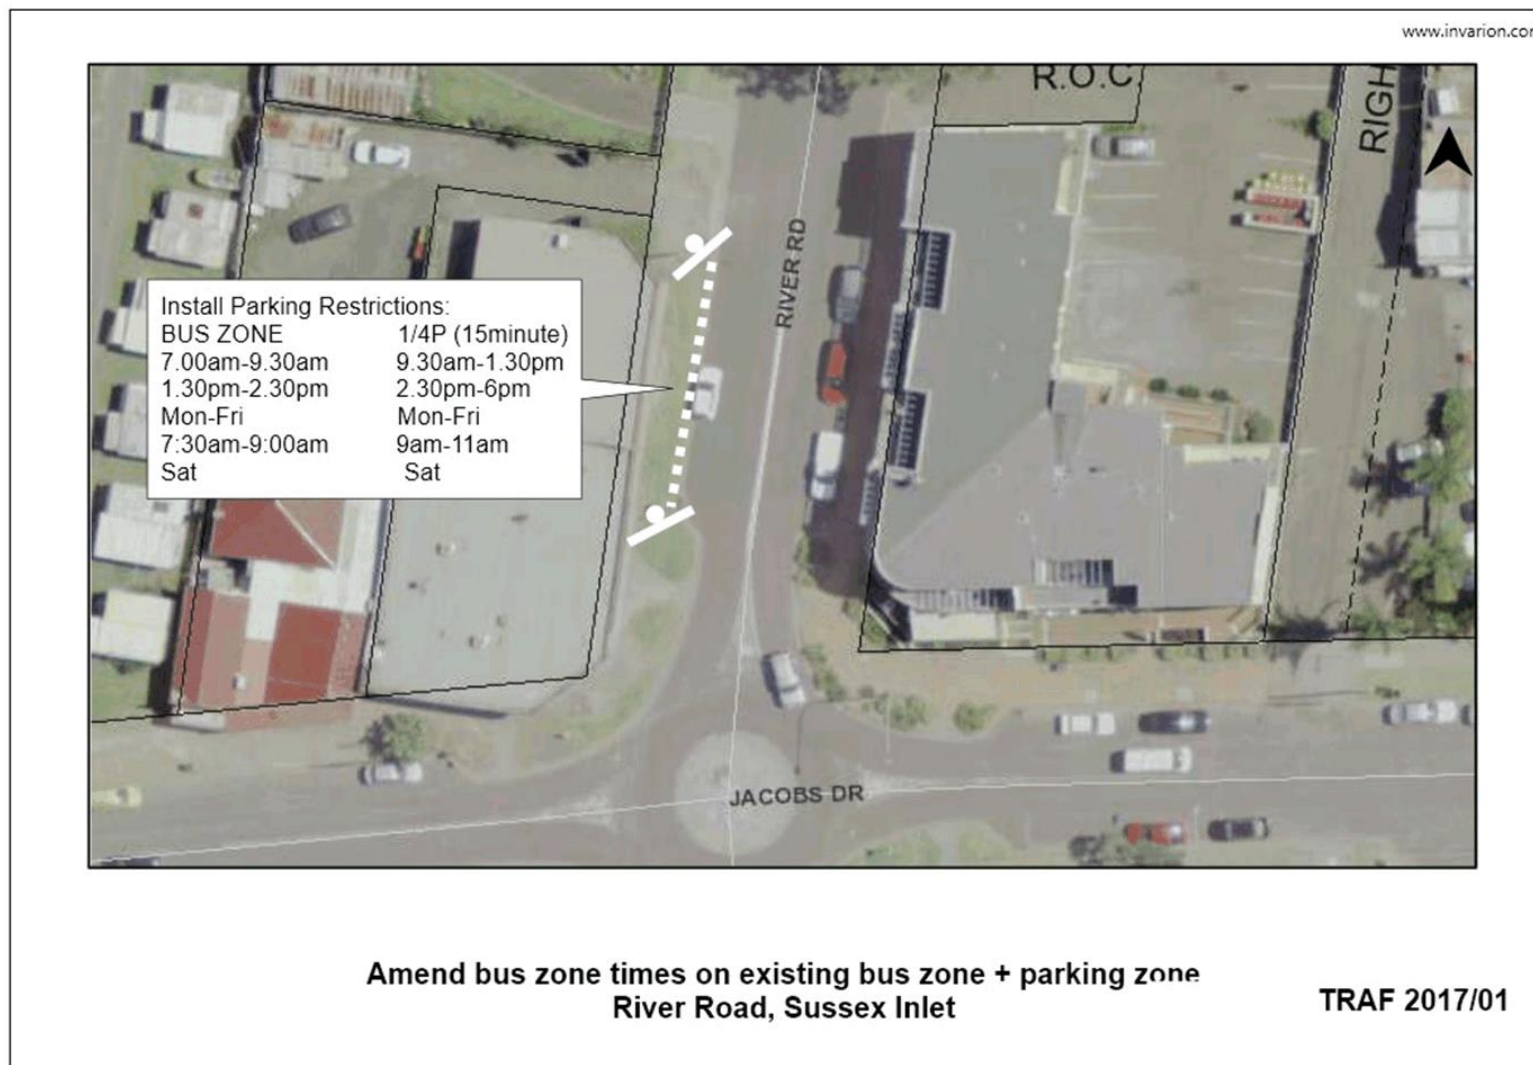 www.invarion.com
R.O.C
RIGH
RIVER RD
Install Parking Restrictions:
BUS ZONE 1/4P (15minute)
7.00am-9.30am 9.30am-1.30pm
1.30pm-2.30pm 2.30pm-6pm
Mon-Fri Mon-Fri
7:30am-9:00am 9am-11am
Sat Sat
JACOBS DR
Amend bus zone times on existing bus zone + parking zone
River Road, Sussex Inlet
TRAF 2017/01